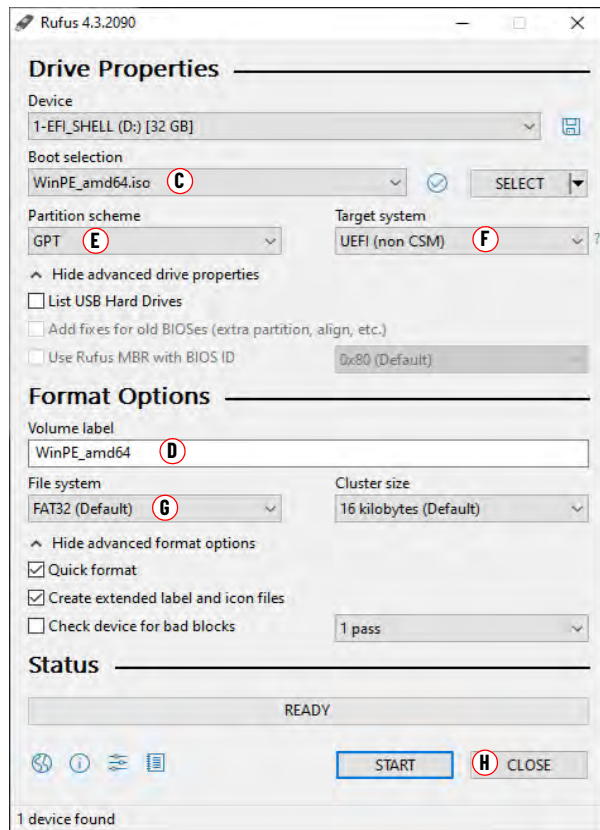 Rufus 4.3.2090
Drive Properties
Device
1-EFI_SHELL (D:) [32 GB]
Boot selection
WinPE_amd64.iso C SELECT
Partition scheme Target system
GPT E UEFI (non CSM) F ?
Hide advanced drive properties
List USB Hard Drives
Add fixes for old BIOSes (extra partition, align, etc.)
Use Rufus MBR with BIOS ID 0x80 (Default)
Format Options
Volume label
WinPE_amd64 D
File system Cluster size
FAT32 (Default) G 16 kilobytes (Default)
Hide advanced format options
Quick format
Create extended label and icon files
Check device for bad blocks 1 pass
Status
READY
START H CLOSE
1 device found